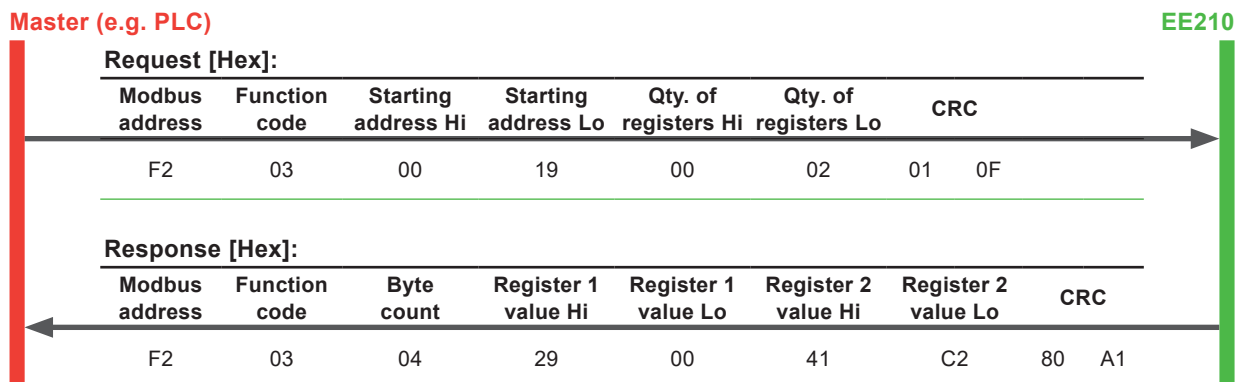 Master (e.g. PLC) EE210
Request [Hex]:
Modbus Function Starting Starting Qty. of Qty. of CRC
address code address Hi address Lo registers Hi registers Lo
F2 03 00 19 00 02 01 0F
Response [Hex]:
Modbus Function Byte Register 1 Register 1 Register 2 Register 2 CRC
address code count value Hi value Lo value Hi value Lo
F2 03 04 29 00 41 C2 80 A1